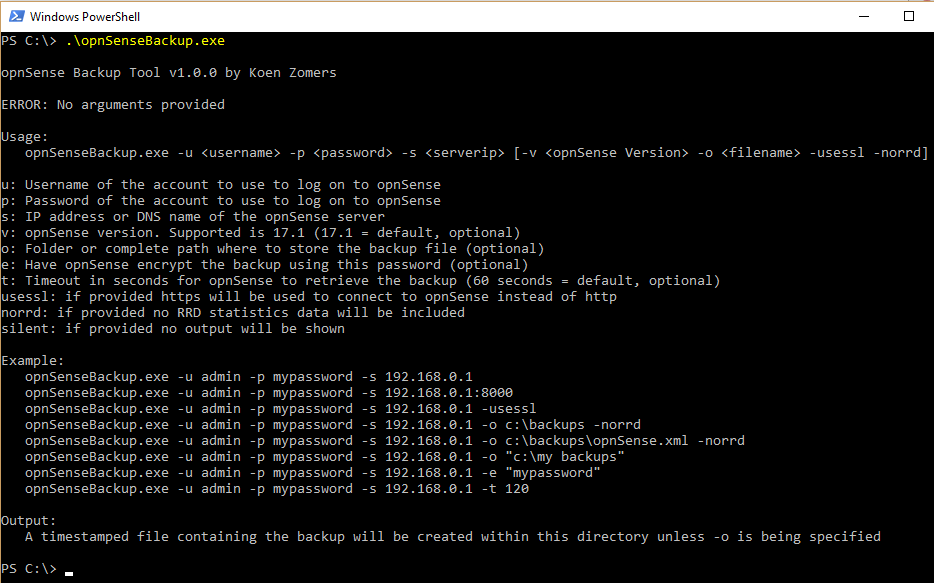 Windows PowerShell
PS C:\> .\opnSenseBackup.exe
opnSense Backup Tool v1.0.0 by Koen Zomers
ERROR: No arguments provided
Usage:
opnSenseBackup.exe -u <username> -p <password> -s <serverip> [-v <opnSense Version> -o <filename> -usessl -norrd]
u: Username of the account to use to log on to opnSense
p: Password of the account to use to log on to opnSense
s: IP address or DNS name of the opnSense server
v: opnSense version. Supported is 17.1 (17.1 = default, optional)
o: Folder or complete path where to store the backup file (optional)
e: Have opnSense encrypt the backup using this password (optional)
t: Timeout in seconds for opnSense to retrieve the backup (60 seconds = default, optional)
usessl: if provided https will be used to connect to opnSense instead of http
norrd: if provided no RRD statistics data will be included
silent: if provided no output will be shown
Example:
opnSenseBackup.exe -u admin -p mypassword -s 192.168.0.1
opnSenseBackup.exe -u admin -p mypassword -s 192.168.0.1:8000
opnSenseBackup.exe -u admin -p mypassword -s 192.168.0.1 -usessl
opnSenseBackup.exe -u admin -p mypassword -s 192.168.0.1 -o c:\backups -norrd
opnSenseBackup.exe -u admin -p mypassword -s 192.168.0.1 -o c:\backups\opnSense.xml -norrd
opnSenseBackup.exe -u admin -p mypassword -s 192.168.0.1 -o "c:\my backups"
opnSenseBackup.exe -u admin -p mypassword -s 192.168.0.1 -e "mypassword"
opnSenseBackup.exe -u admin -p mypassword -s 192.168.0.1 -t 120
Output:
A timestamped file containing the backup will be created within this directory unless -o is being specified
PS C:\>